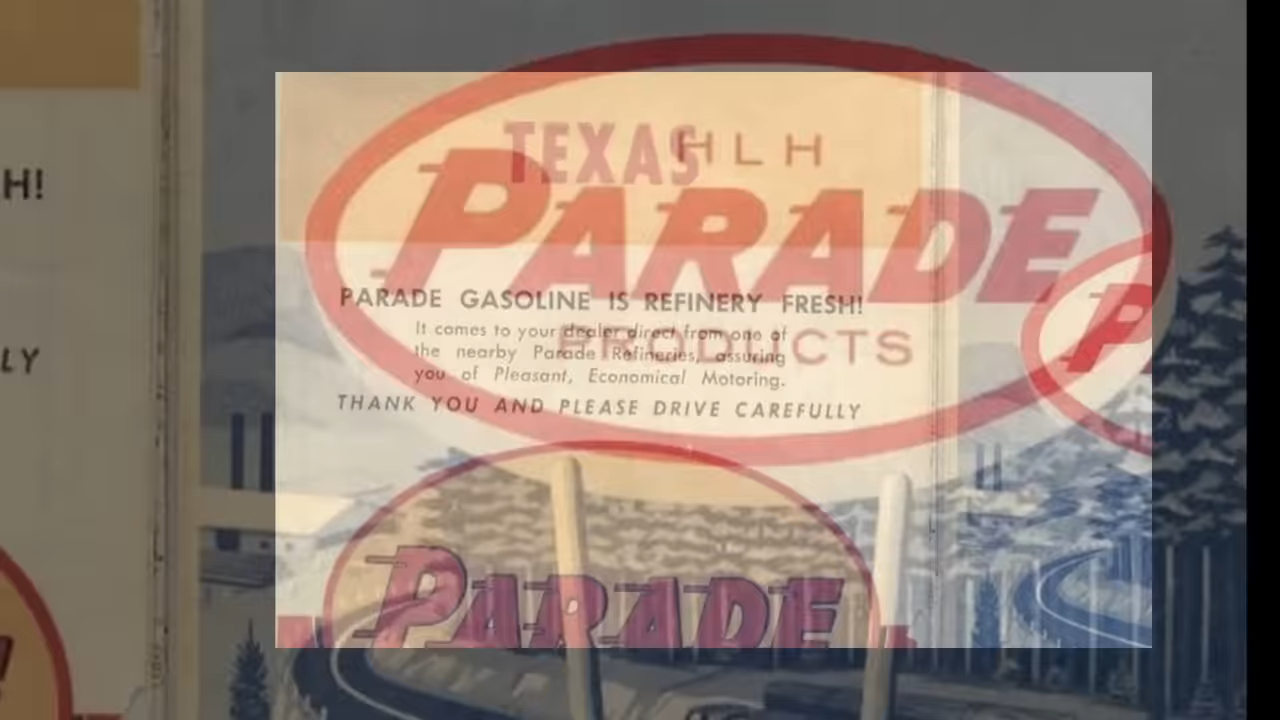 TEXAS
HLH
PARADE
PRODUCTS
H!
LY
PARADE GASOLINE IS REFINERY FRESH!
It comes to your dealer direct from one of
the nearby Parade Refineries, assuring
you of Pleasant, Economical Motoring.
THANK YOU AND PLEASE DRIVE CAREFULLY
P
PARADE